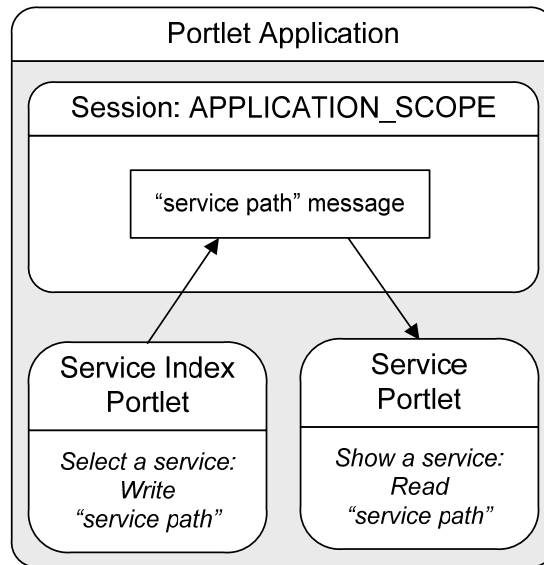 Portlet Application
Session: APPLICATION_SCOPE
“service path” message
Service Index
Portlet
Select a service:
Write
“service path”
Service
Portlet
Show a service:
Read
“service path”